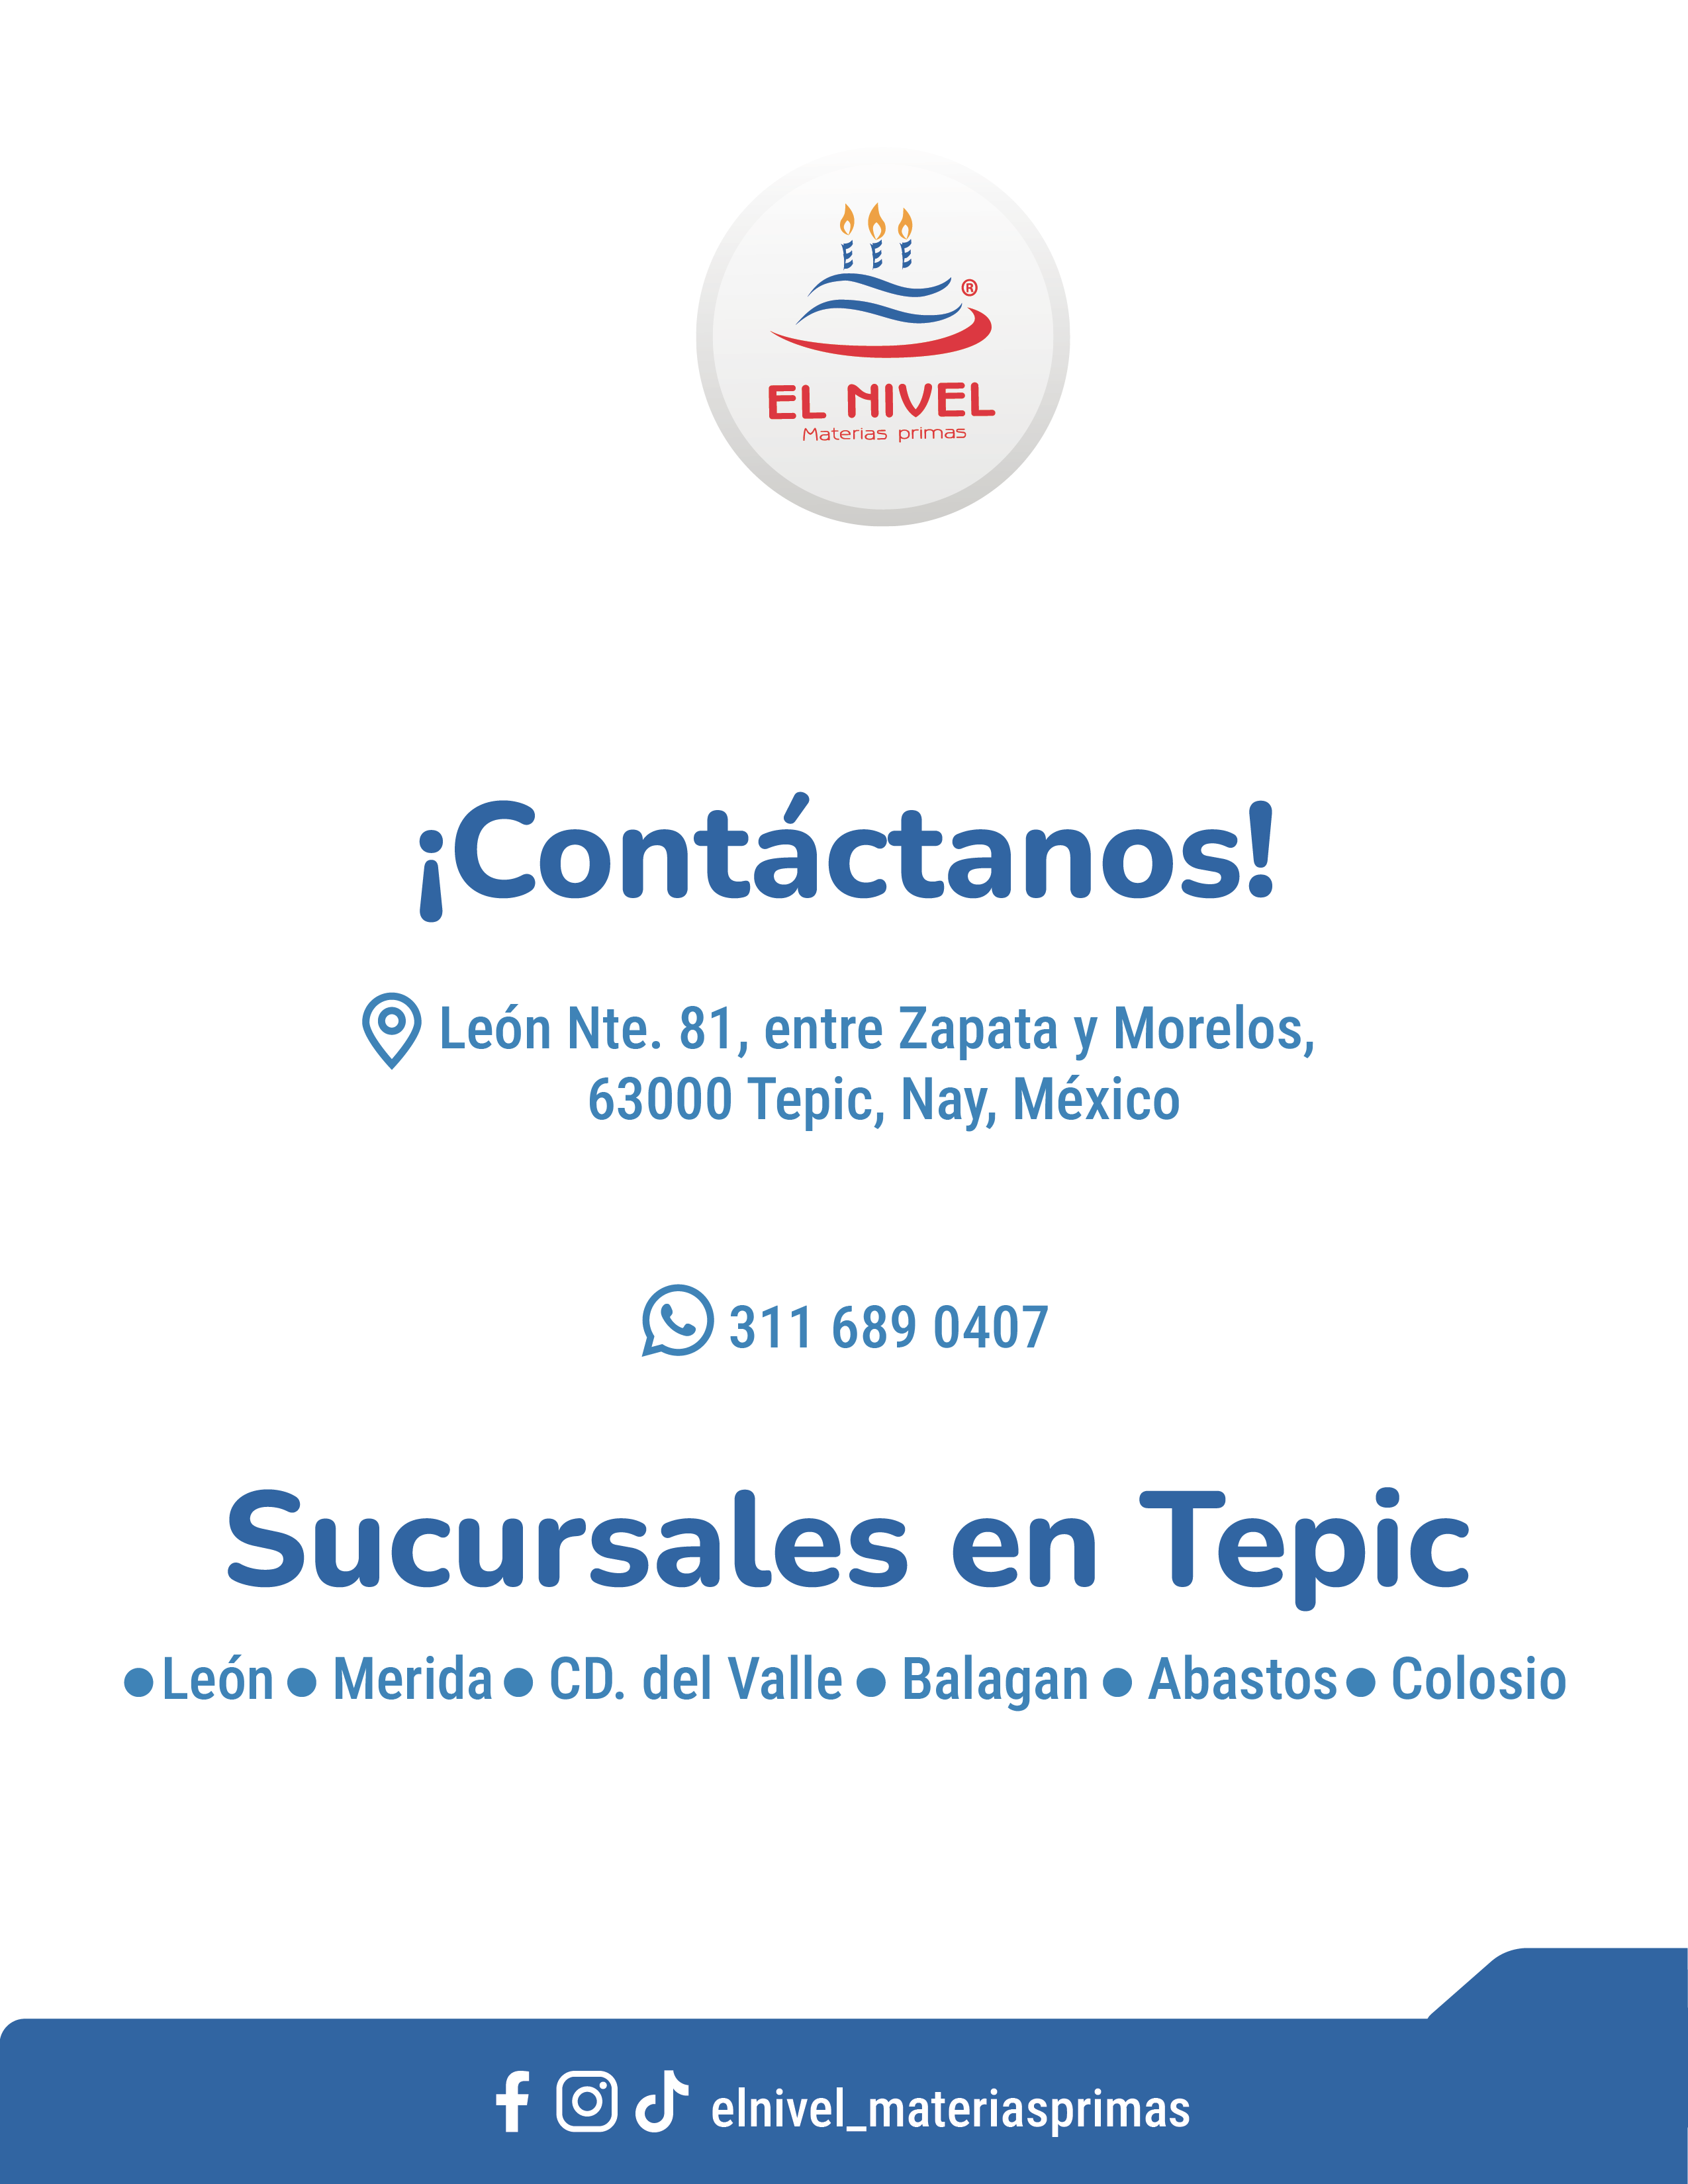 ®
EL NIVEL
Materias primas
¡Contáctanos!
León Nte. 81, entre Zapata y Morelos,
63000 Tepic, Nay, México
311 689 0407
Sucursales en Tepic
●León ● Merida ● CD. del Valle ● Balagan ● Abastos ● Colosio
elnivel_materiasprimas